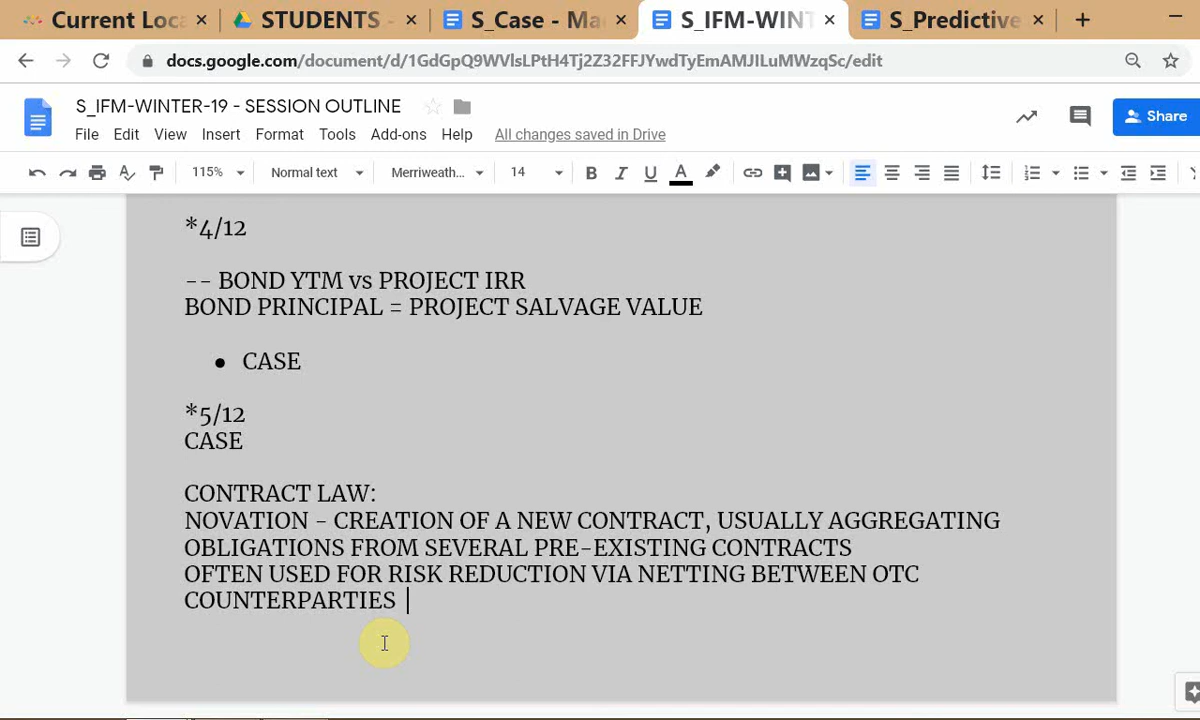 Current Loca
STUDENTS -
S_Case - Ma
S_IFM-WINT
S_Predictive
docs.google.com/document/d/1GdGpQ9WVlsLPtH4Tj2Z32FFJYwdTyEmAMJILuMWzqSc/edit
S_IFM-WINTER-19 - SESSION OUTLINE
File Edit View Insert Format Tools Add-ons Help All changes saved in Drive
Share
115% Normal text Merriweath... 14 B I U A
*4/12
-- BOND YTM vs PROJECT IRR
BOND PRINCIPAL = PROJECT SALVAGE VALUE
● CASE
*5/12
CASE
CONTRACT LAW:
NOVATION - CREATION OF A NEW CONTRACT, USUALLY AGGREGATING
OBLIGATIONS FROM SEVERAL PRE-EXISTING CONTRACTS
OFTEN USED FOR RISK REDUCTION VIA NETTING BETWEEN OTC
COUNTERPARTIES